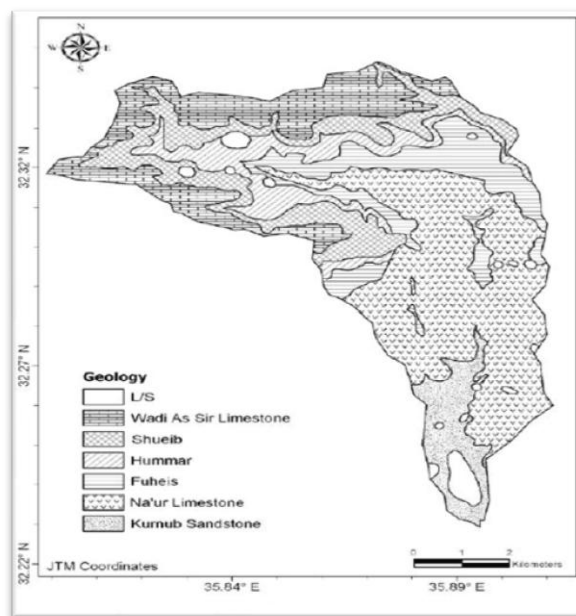 N
W E
S
32.32° N
32.27° N
32.22° N
Geology
L/S
Wadi As Sir Limestone
Shueib
Hummar
Fuheis
Na'ur Limestone
Kurnub Sandstone
JTM Coordinates
0 1 2
Kilometers
35.84° E
35.89° E